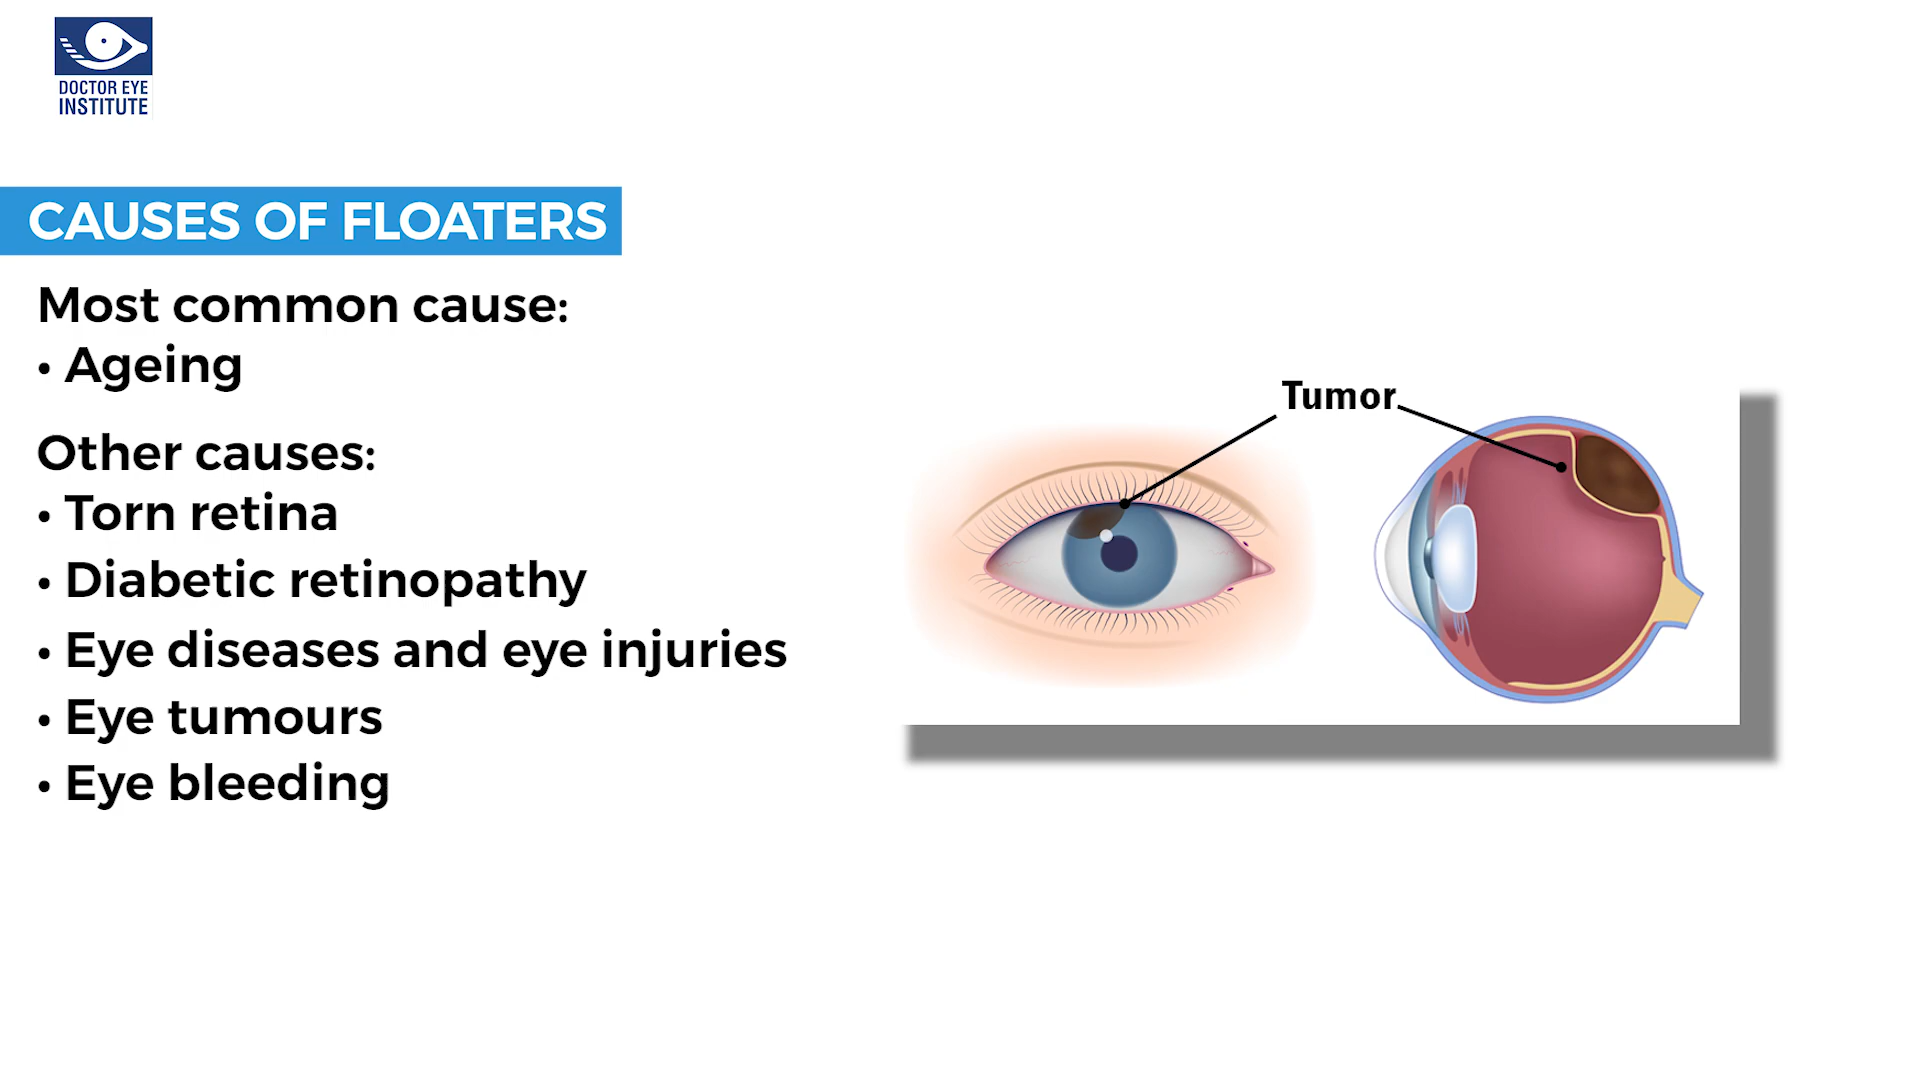 DOCTOR EYE
INSTITUTE
CAUSES OF FLOATERS
Most common cause:
• Ageing
Other causes:
• Torn retina
• Diabetic retinopathy
• Eye diseases and eye injuries
• Eye tumours
• Eye bleeding
Tumor